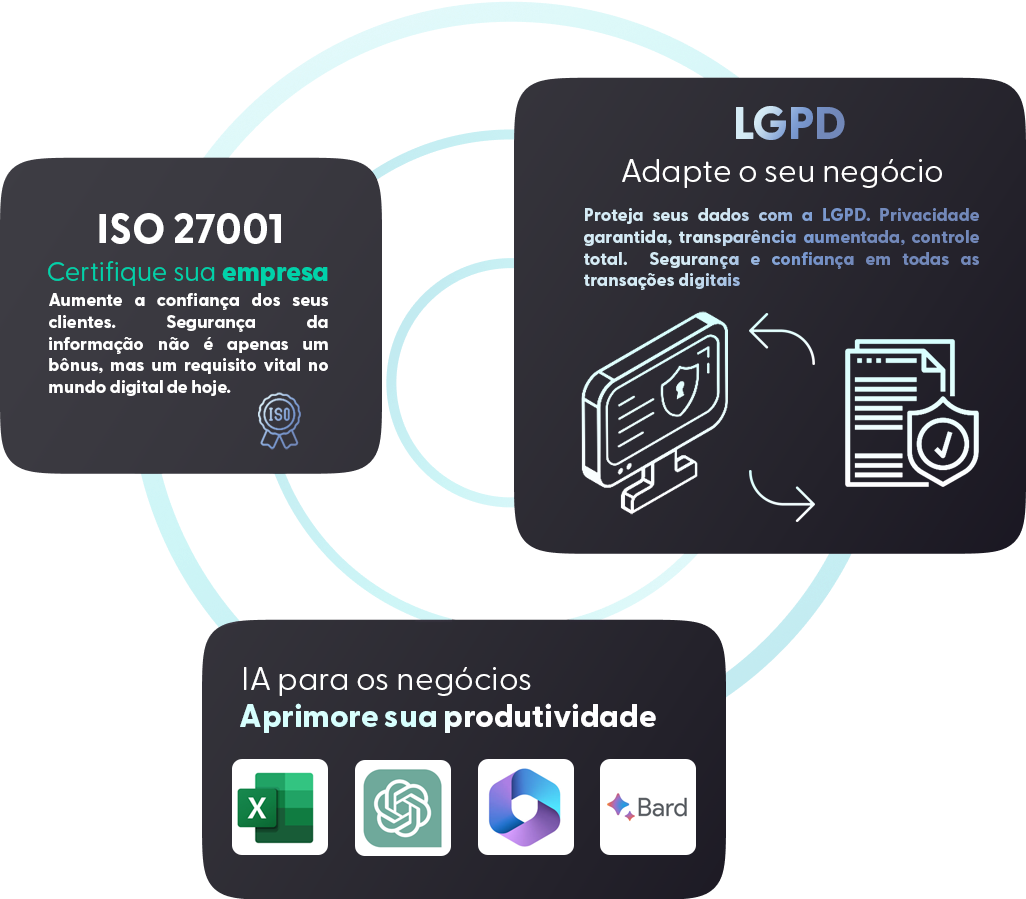 ISO 27001
Certifique sua empresa
Aumente a confiança dos seus
clientes. Segurança da
informação não é apenas um
bônus, mas um requisito vital no
mundo digital de hoje.
ISO
LGPD
Adapte o seu negócio
Proteja seus dados com a LGPD. Privacidade
garantida, transparência aumentada, controle
total. Segurança e confiança em todas as
transações digitais
IA para os negócios
Aprimore sua produtividade
X
Bard